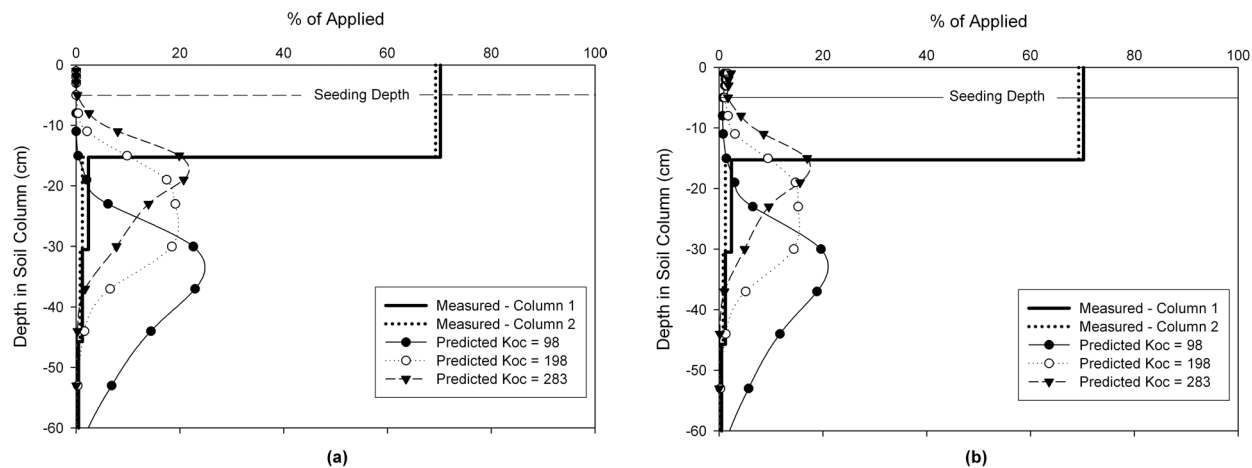 % of Applied
0 20 40 60 80 100
0
Seeding Depth
-10
-20
-30
-40
-50
-60
Depth in Soil Column (cm)
Measured - Column 1
Measured - Column 2
Predicted Koc = 98
Predicted Koc = 198
Predicted Koc = 283
(a)
% of Applied
0 20 40 60 80 100
0
Seeding Depth
-10
-20
-30
-40
-50
-60
Depth in Soil Column (cm)
Measured - Column 1
Measured - Column 2
Predicted Koc = 98
Predicted Koc = 198
Predicted Koc = 283
(b)